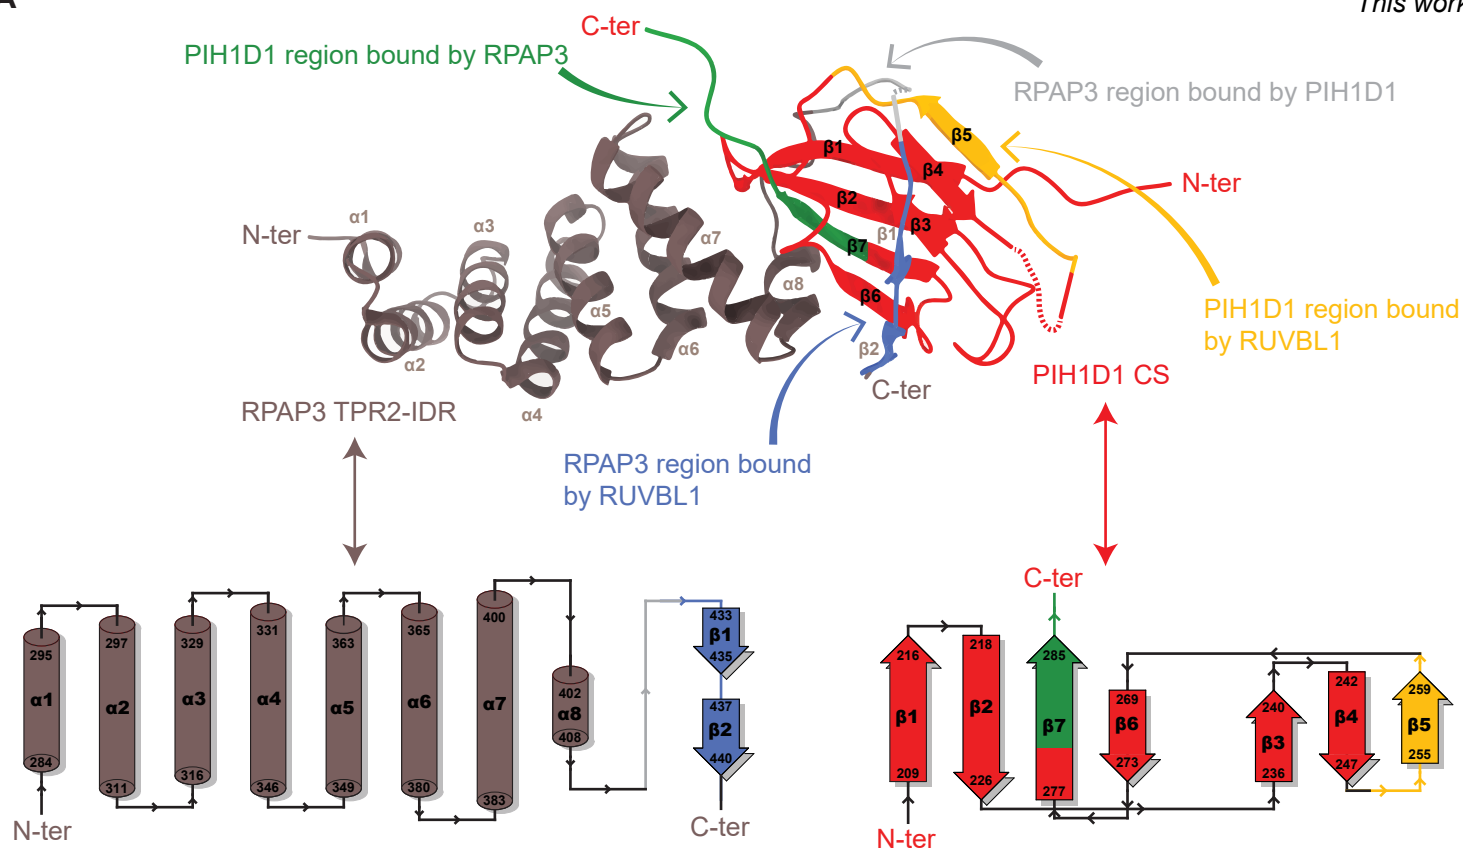 A
This work
C-ter
PIH1D1 region bound by RPAP3
RPAP3 region bound by PIH1D1
β5
β1
β4
N-ter
β2
α1
α3
β3
N-ter
β1
α7
β7
α8
β6
α5
PIH1D1 region bound
by RUVBL1
α6
β2
α2
PIH1D1 CS
C-ter
RPAP3 TPR2-IDR
α4
RPAP3 region bound
by RUVBL1
295 α1 284
297 α2 311
329 α3 316
331 α4 346
363 α5 349
365 α6 380
400 α7 383
402 α8 408
433 β1 435
437 β2 440
N-ter
C-ter
C-ter
216 β1 209
218 β2 226
285 β7 277
269 β6 273
240 β3 236
242 β4 247
259 β5 255
N-ter